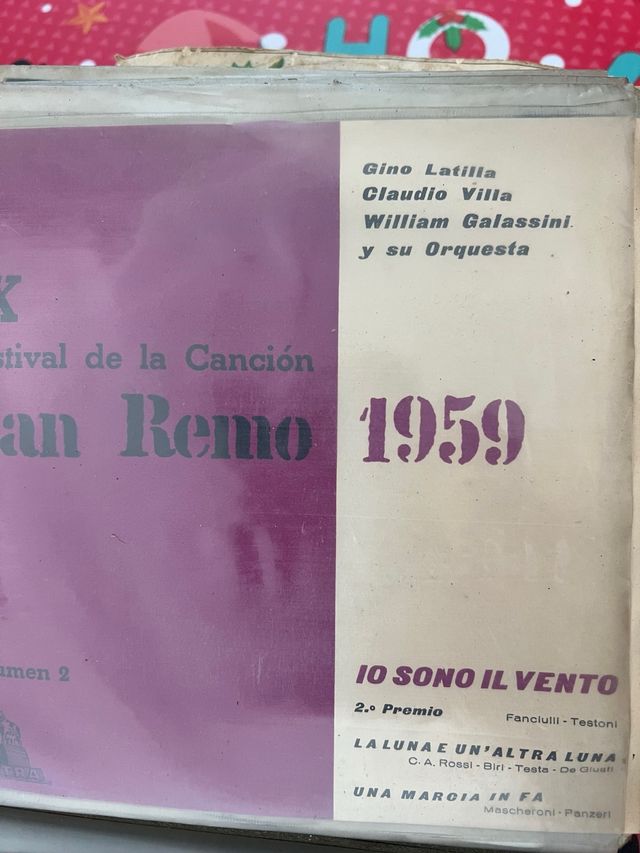 HO
Gino Latilla
Claudio Villa
William Galassini
y su Orquesta
X
stival de la Canción
an Remo 1959
umen 2
IO SONO IL VENTO
2.º Premio Fanciulli - Testoni
LA LUNA E UN'ALTRA LUNA
C. A. Rossi - Biri - Testa - De Giusti
UNA MARCIA IN FA
Mascheroni - Panzeri